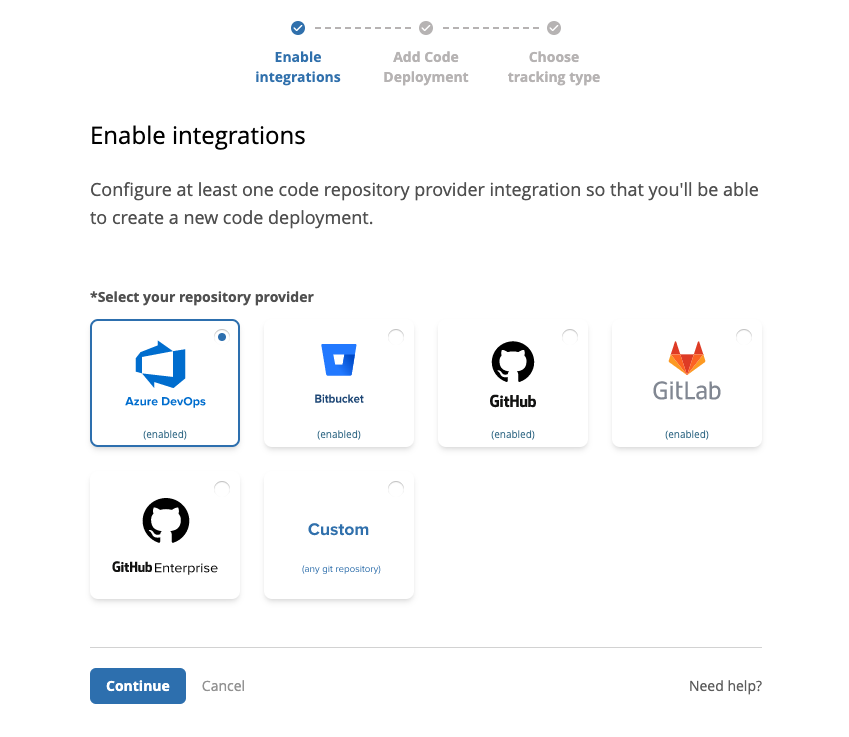 Enable
integrations
Add Code
Deployment
Choose
tracking type
Enable integrations
Configure at least one code repository provider integration so that you'll be able
to create a new code deployment.
*Select your repository provider
Azure DevOps
(enabled)
Bitbucket
(enabled)
GitHub
(enabled)
GitLab
(enabled)
GitHub Enterprise
Custom
(any git repository)
Continue
Cancel
Need help?